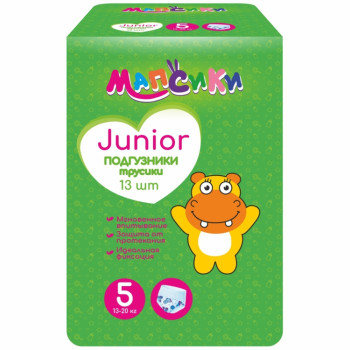 МАПСИКИ
Junior
ПОДГУЗНИКИ
трусики
13 шт
Мгновенное
впитывание
Защита от
протекания
Идеальная
фиксация
5
13-20 кг